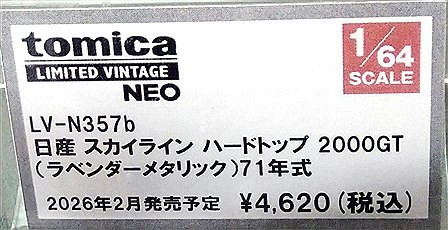 tomica
LIMITED VINTAGE
NEO
1/64
SCALE
LV-N357b
日産 スカイライン ハードトップ 2000GT
(ラベンダーメタリック)71年式
2026年2月発売予定 ¥4,620(税込)